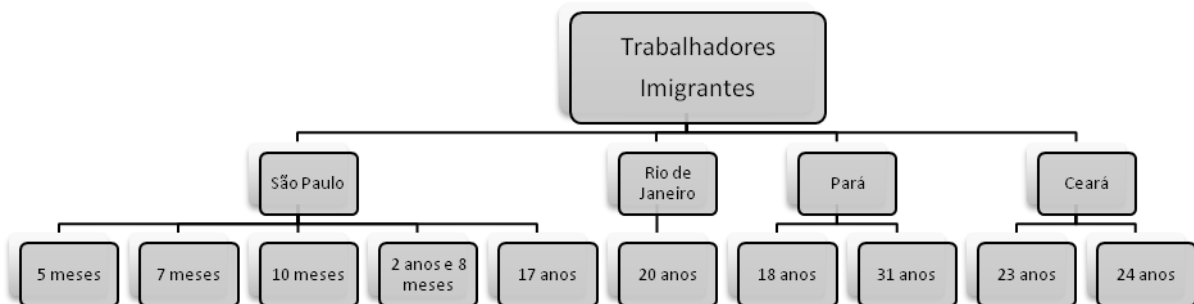 Trabalhadores
Imigrantes
São Paulo
Rio de
Janeiro
Pará
Ceará
5 meses
7 meses
10 meses
2 anos e 8
meses
17 anos
20 anos
18 anos
31 anos
23 anos
24 anos